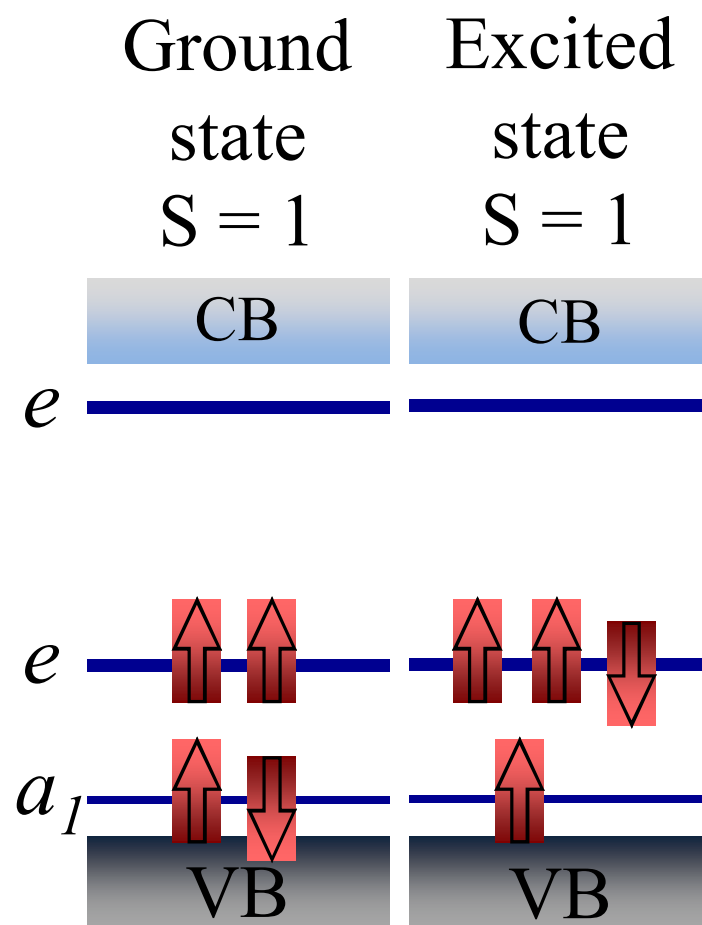 Ground
state
S = 1
Excited
state
S = 1
CB
CB
e
e
a1
VB
VB